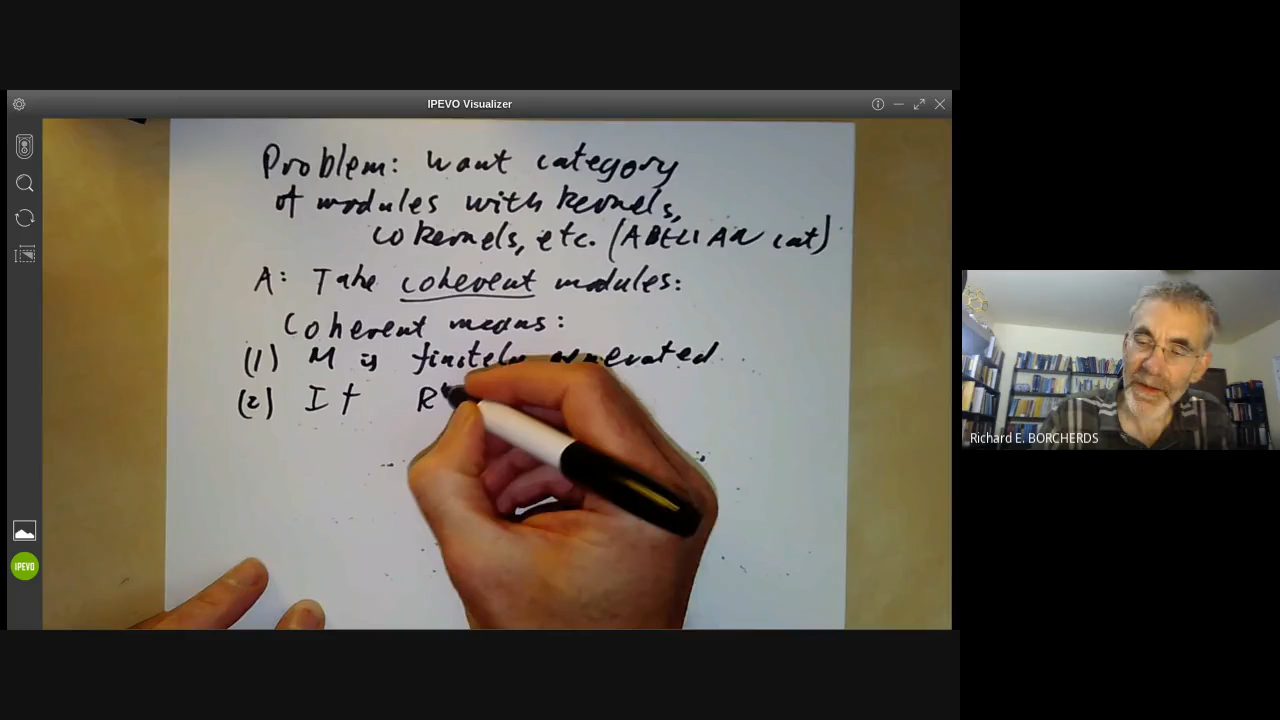 IPEVO Visualizer
Problem: Want category
of modules with kernels,
cokernels, etc. (ABELIAN cat)
A: Take coherent modules:
Coherent means:
(1) M is finitely generated
(2) If R
IPEVO
Richard E. BORCHERDS